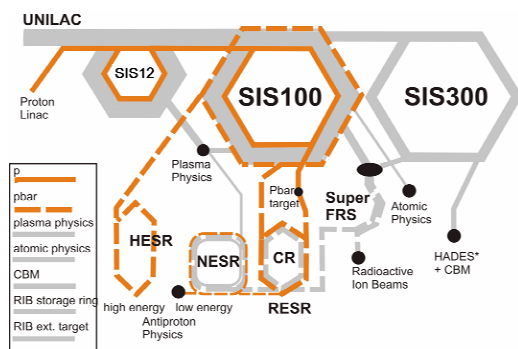 UNILAC
SIS12
SIS100
SIS300
Proton
Linac
Plasma
Physics
Pbar
target
Super
FRS
Atomic
Physics
HADES*
+ CBM
Radioactive
Ion Beams
HESR
NESR
CR
RESR
high energy
low energy
Antiproton
Physics
p
pbar
plasma physics
atomic physics
CBM
RIB storage ring
RIB ext. target